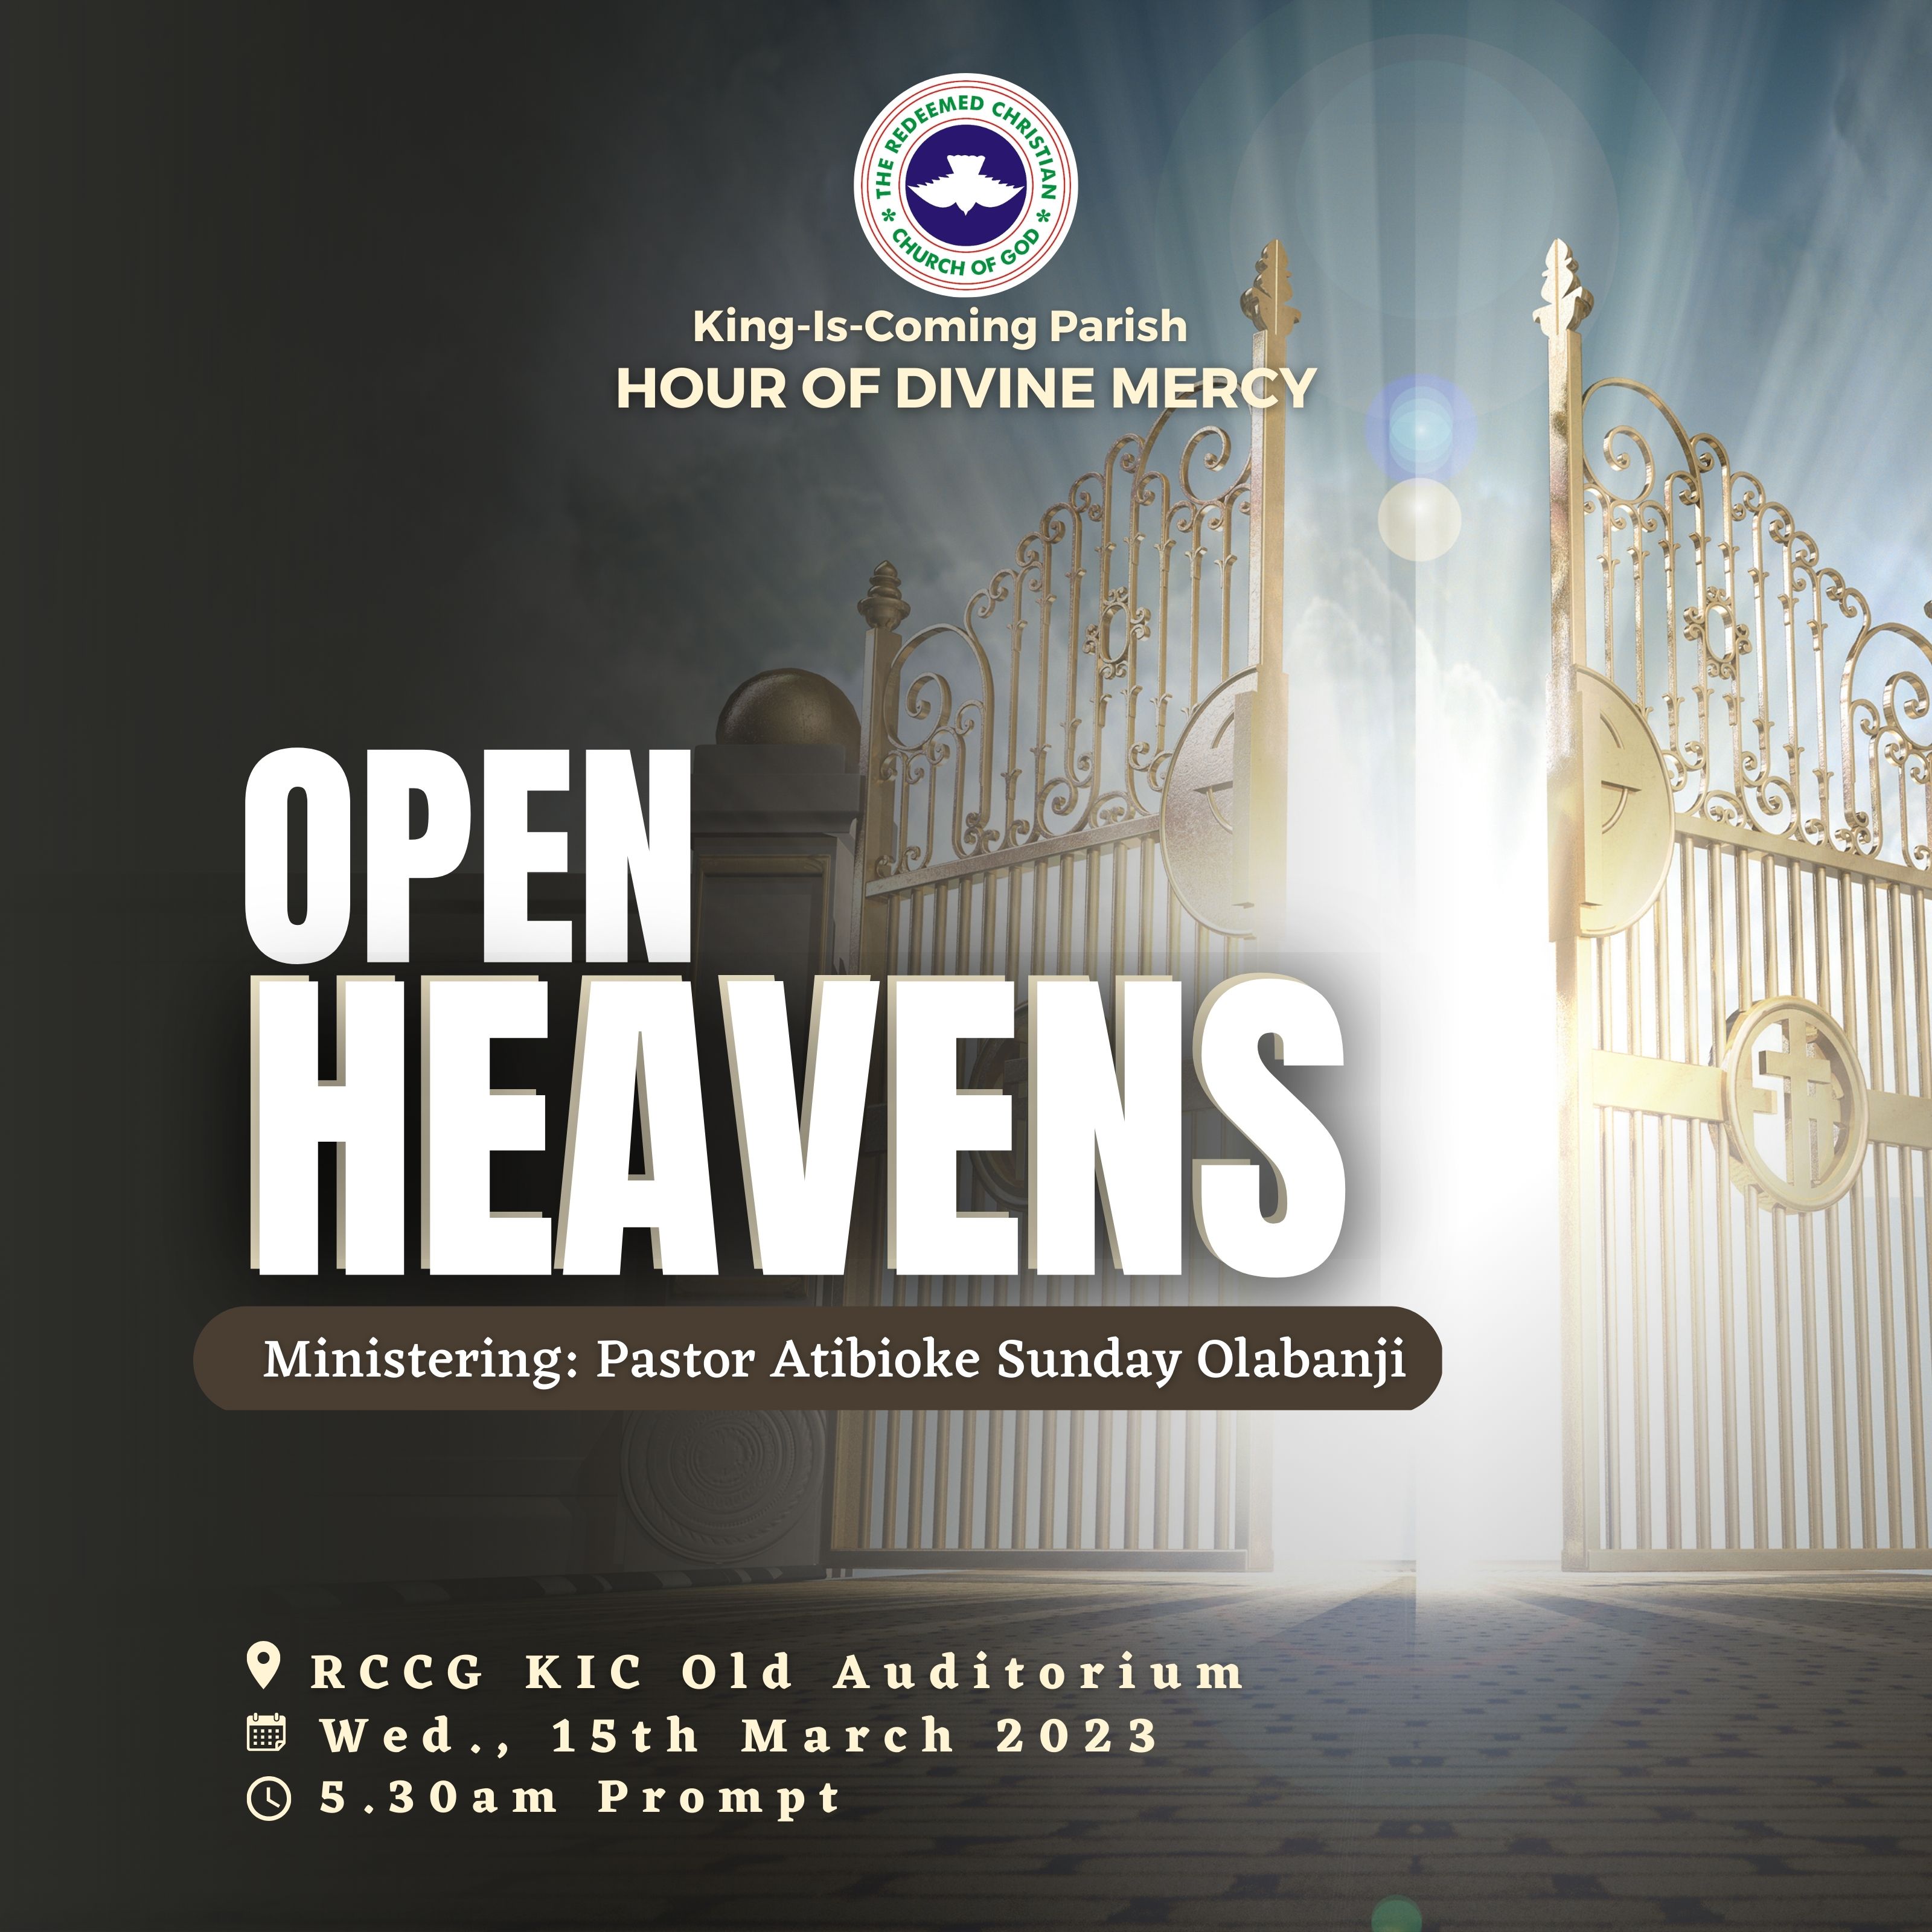 THE REDEEMED CHRISTIAN
CHURCH OF GOD
King-Is-Coming Parish
HOUR OF DIVINE MERCY
OPEN
HEAVENS
Ministering: Pastor Atibioke Sunday Olabanji
RCCG KIC Old Auditorium
Wed., 15th March 2023
5.30am Prompt